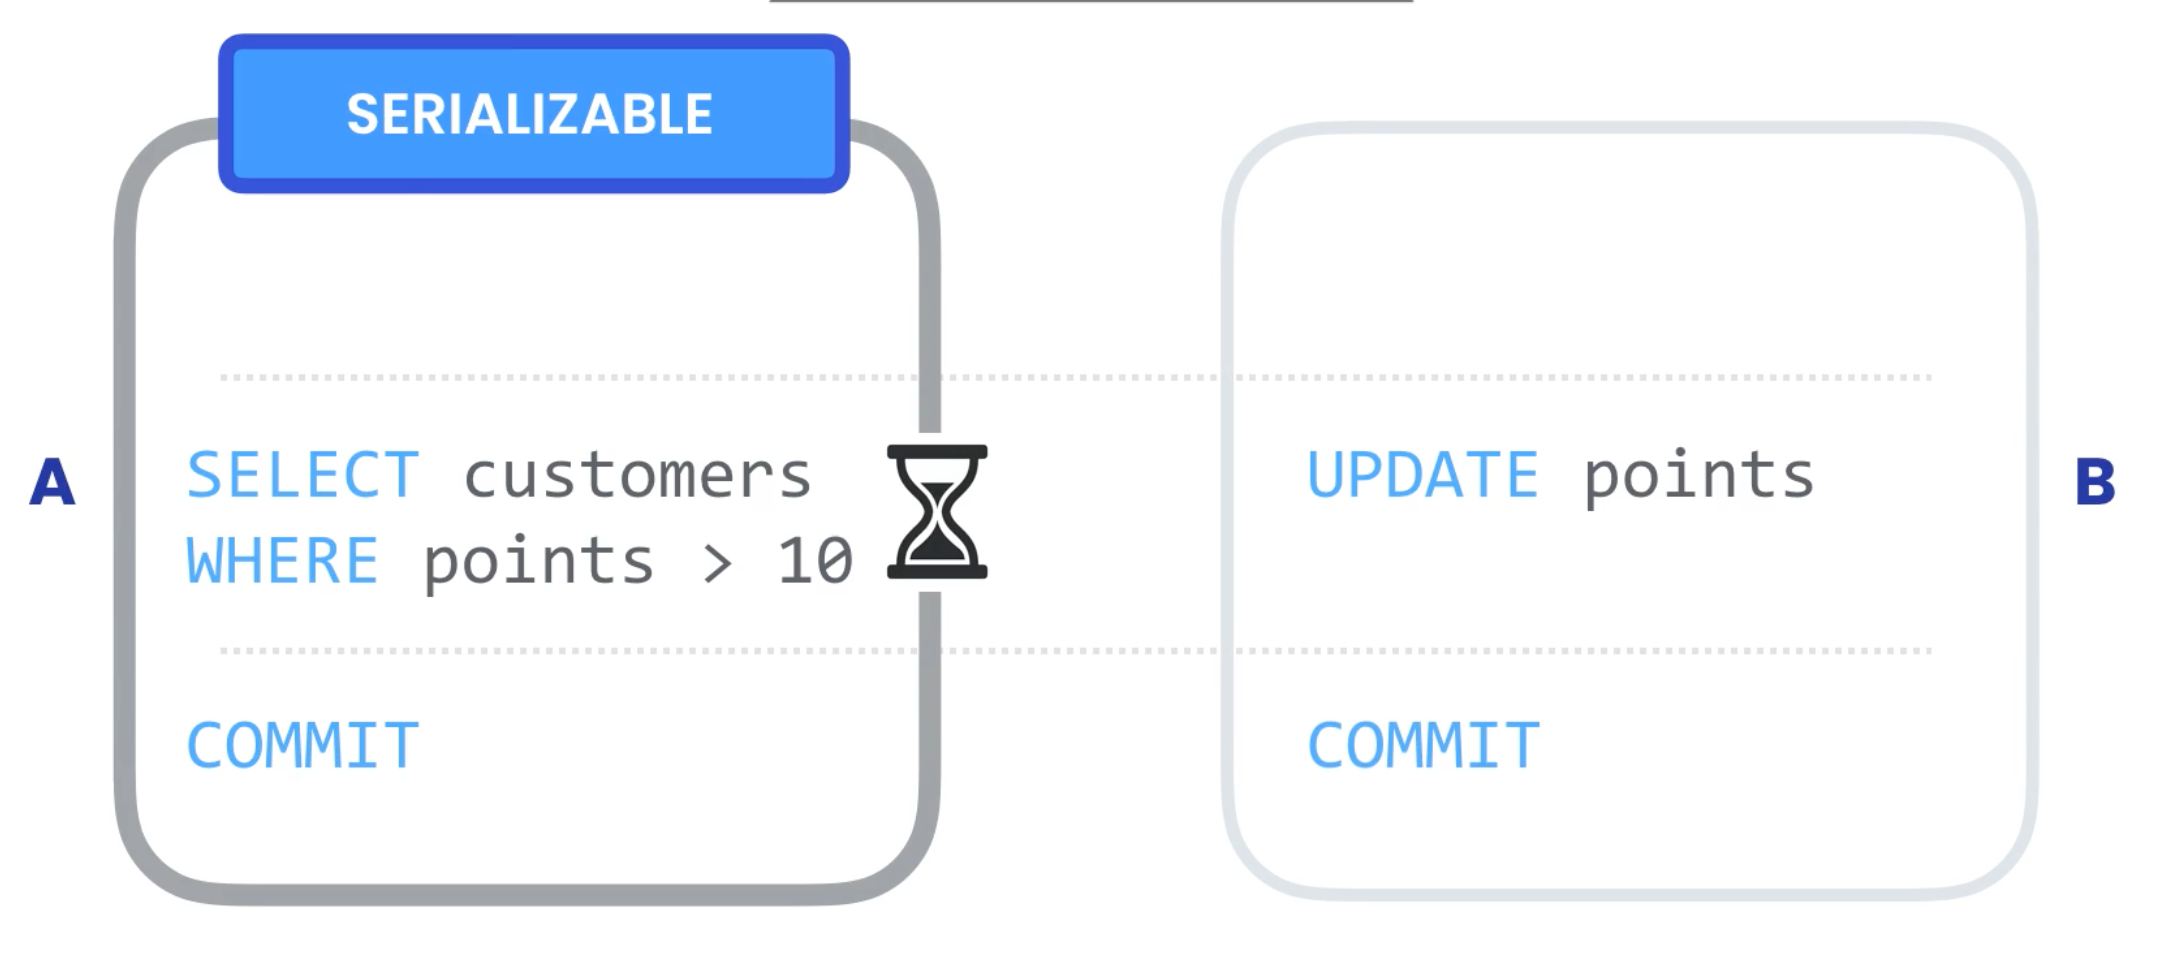 SERIALIZABLE
A
SELECT customers
WHERE points > 10
COMMIT
UPDATE points
COMMIT
B